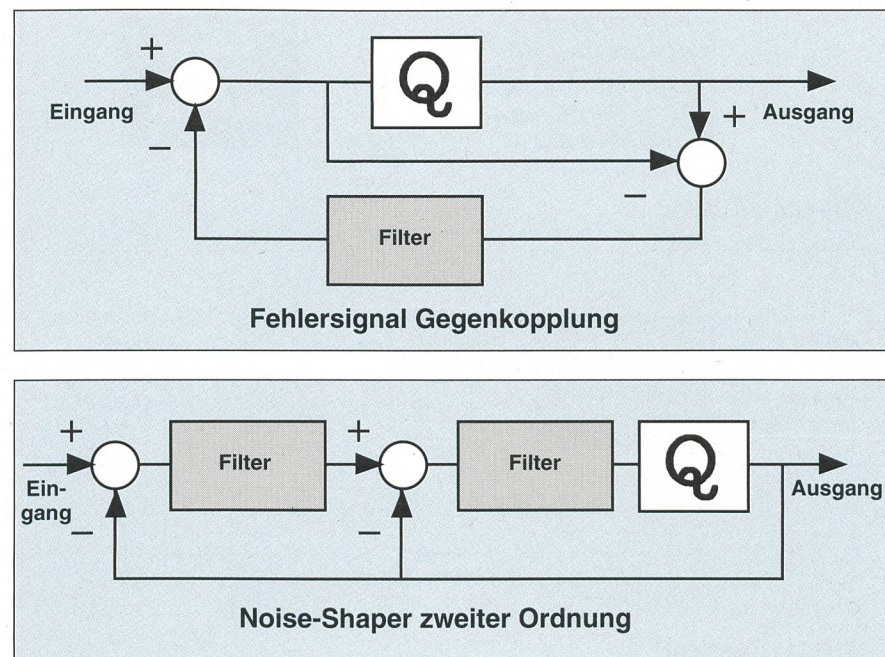 +
Q
Eingang
+
Ausgang
−
−
Filter
Fehlersignal Gegenkopplung
+
+
Filter
Filter
Q
Ein-
gang
Ausgang
−
−
Noise-Shaper zweiter Ordnung